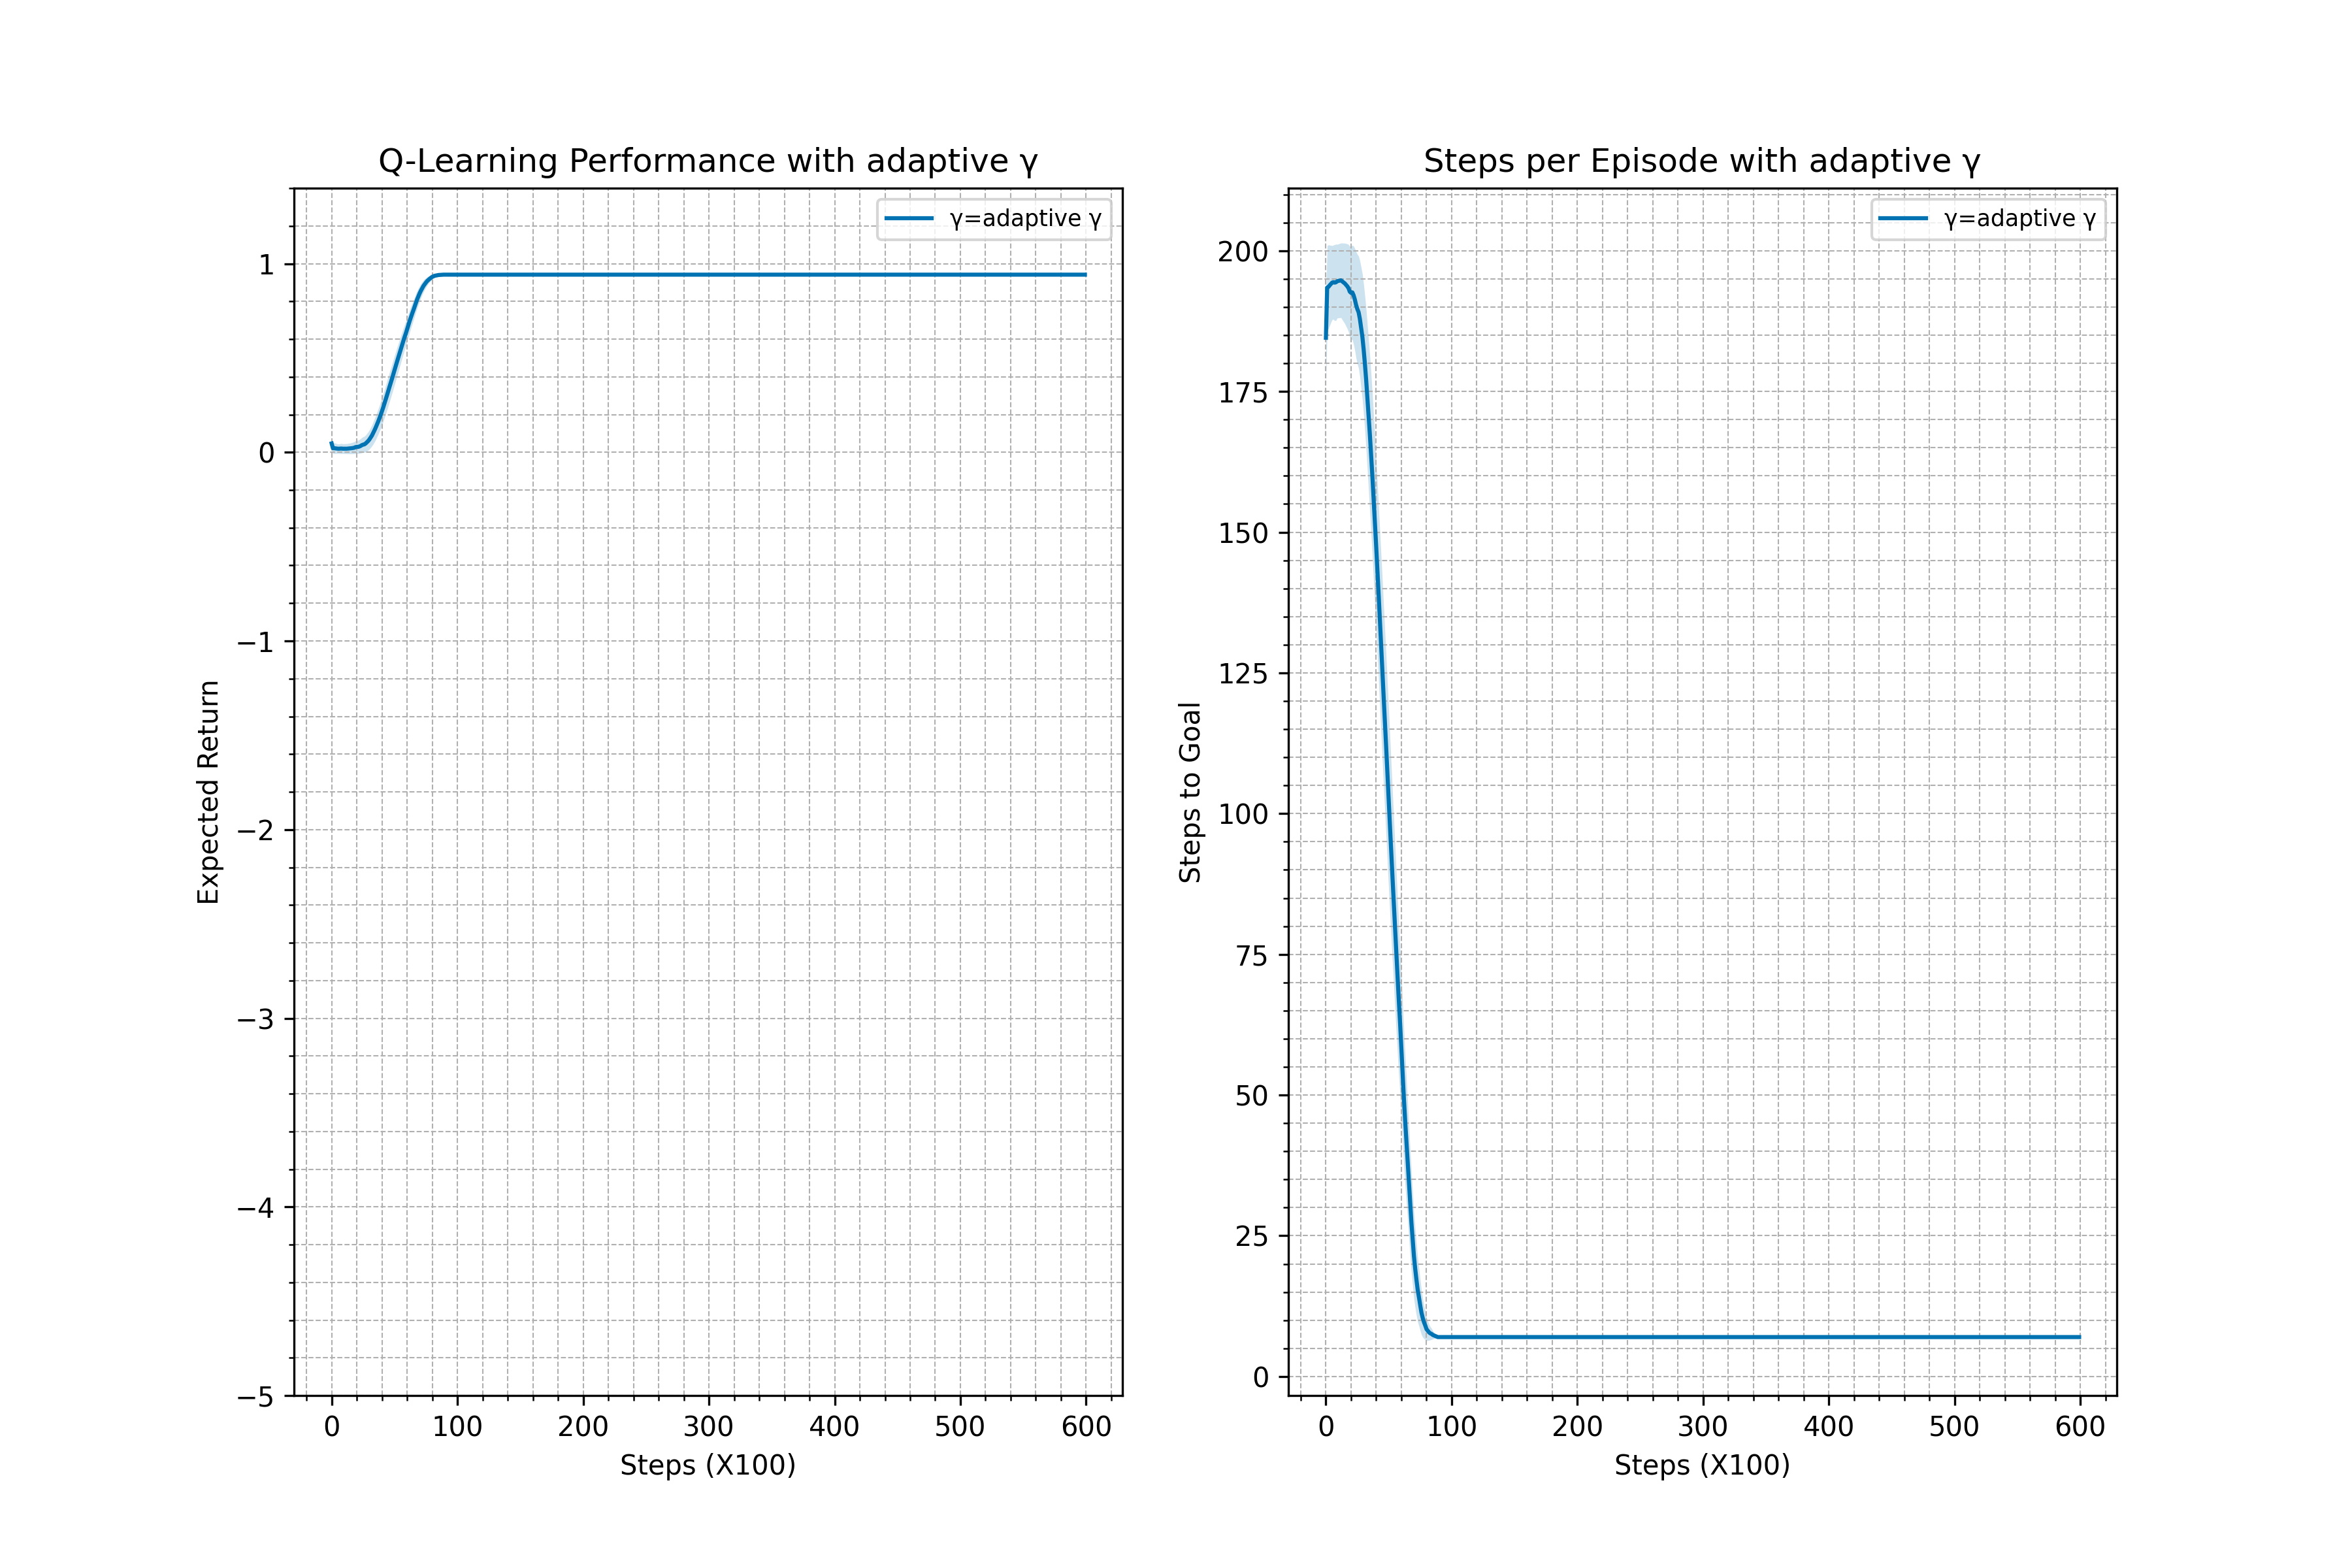 Q-Learning Performance with adaptive γ
γ=adaptive γ
1
0
−1
−2
−3
−4
−5
Expected Return
0 100 200 300 400 500 600
Steps (X100)
Steps per Episode with adaptive γ
γ=adaptive γ
200
175
150
125
100
75
50
25
0
Steps to Goal
0 100 200 300 400 500 600
Steps (X100)